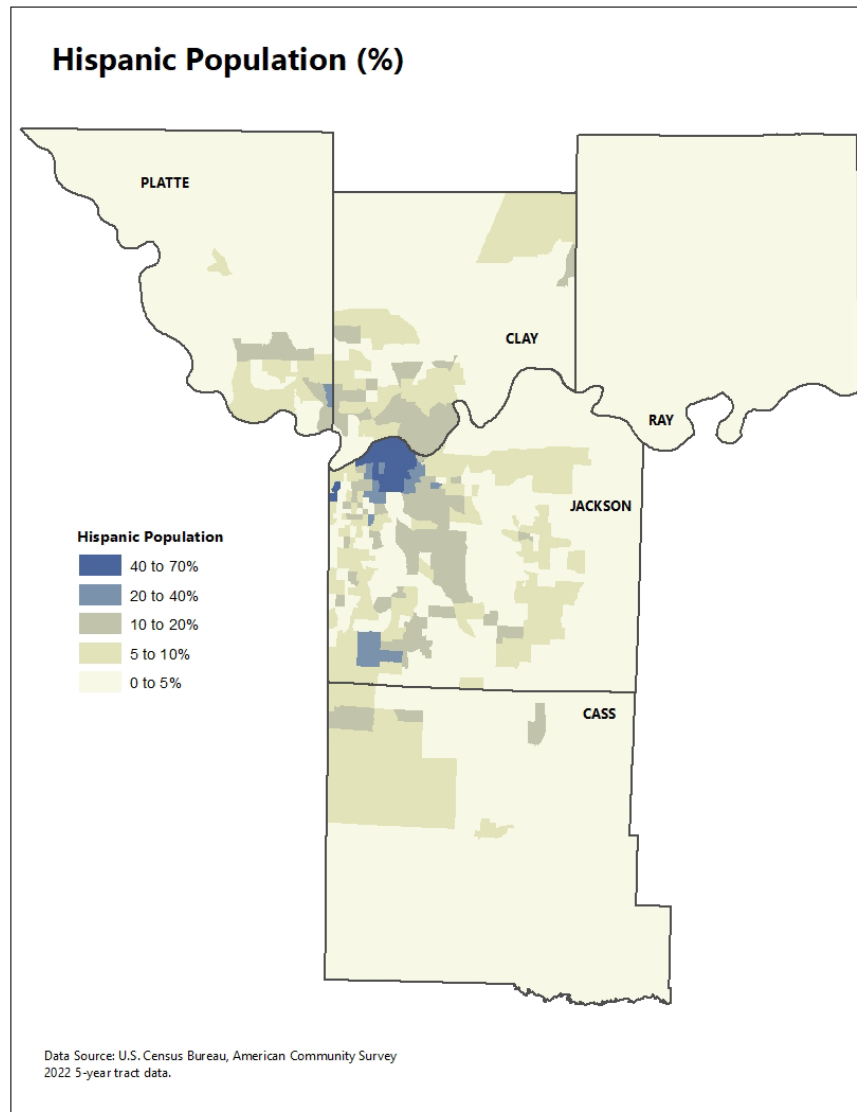 Hispanic Population (%)
PLATTE
CLAY
RAY
JACKSON
Hispanic Population
40 to 70%
20 to 40%
10 to 20%
5 to 10%
0 to 5%
CASS
Data Source: U.S. Census Bureau, American Community Survey
2022 5-year tract data.